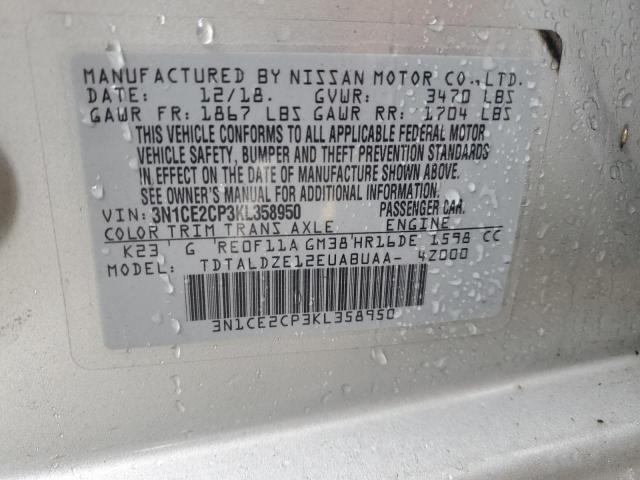 MANUFACTURED BY NISSAN MOTOR CO.,LTD.
DATE: 12/18. GVWR: 3470 LBS
GAWR FR: 1867 LBS GAWR RR: 1704 LBS
THIS VEHICLE CONFORMS TO ALL APPLICABLE FEDERAL MOTOR
VEHICLE SAFETY, BUMPER AND THEFT PREVENTION STANDARDS
IN EFFECT ON THE DATE OF MANUFACTURE SHOWN ABOVE.
SEE OWNER'S MANUAL FOR ADDITIONAL INFORMATION.
VIN: 3N1CE2CP3KL358950 PASSENGER CAR.
COLOR TRIM TRANS AXLE ENGINE
K23 G RE0F11A GM38 HR16DE 1598 CC
MODEL: TDTALDZE12EUABUAA- 4Z000
3N1CE2CP3KL358950